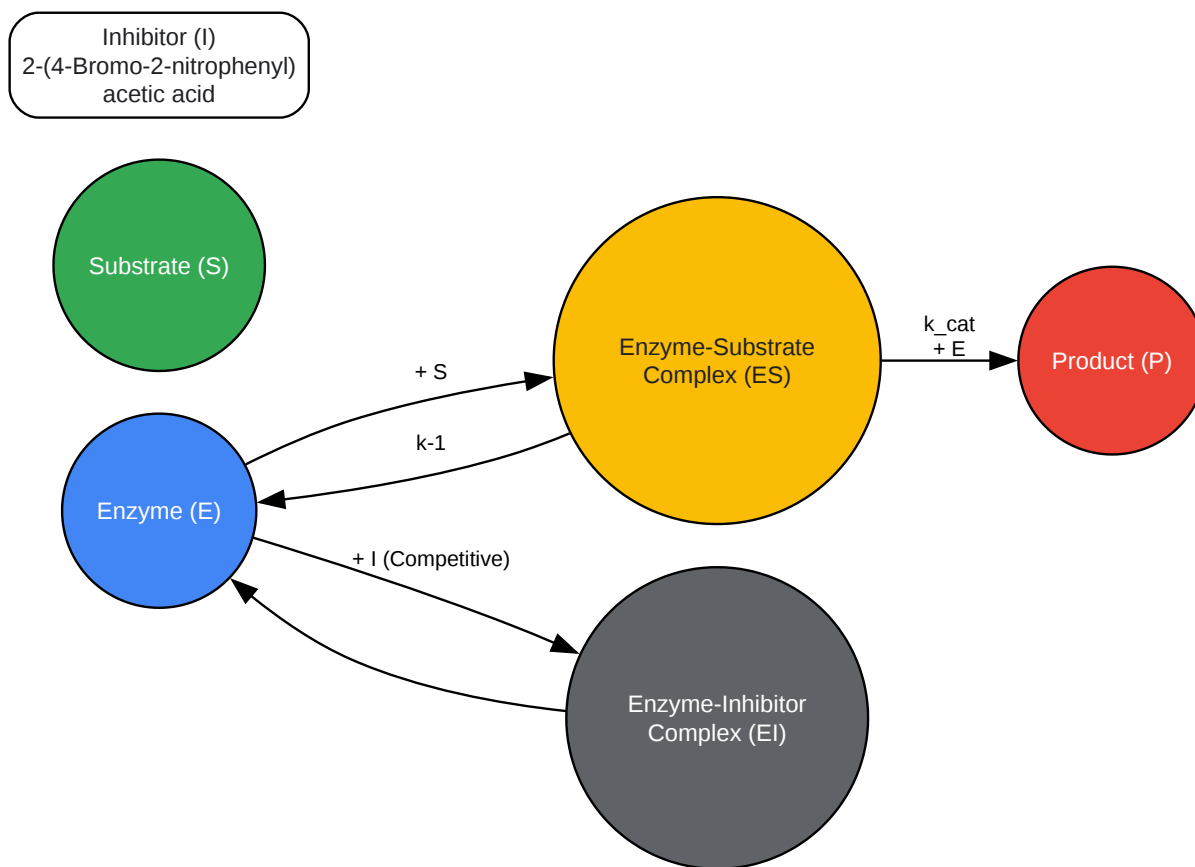 Inhibitor (I)
2-(4-Bromo-2-nitrophenyl)
acetic acid
Substrate (S)
Enzyme-Substrate
Complex (ES)
k_cat
+ E
Product (P)
+ S
k-1
Enzyme (E)
+ I (Competitive)
Enzyme-Inhibitor
Complex (EI)